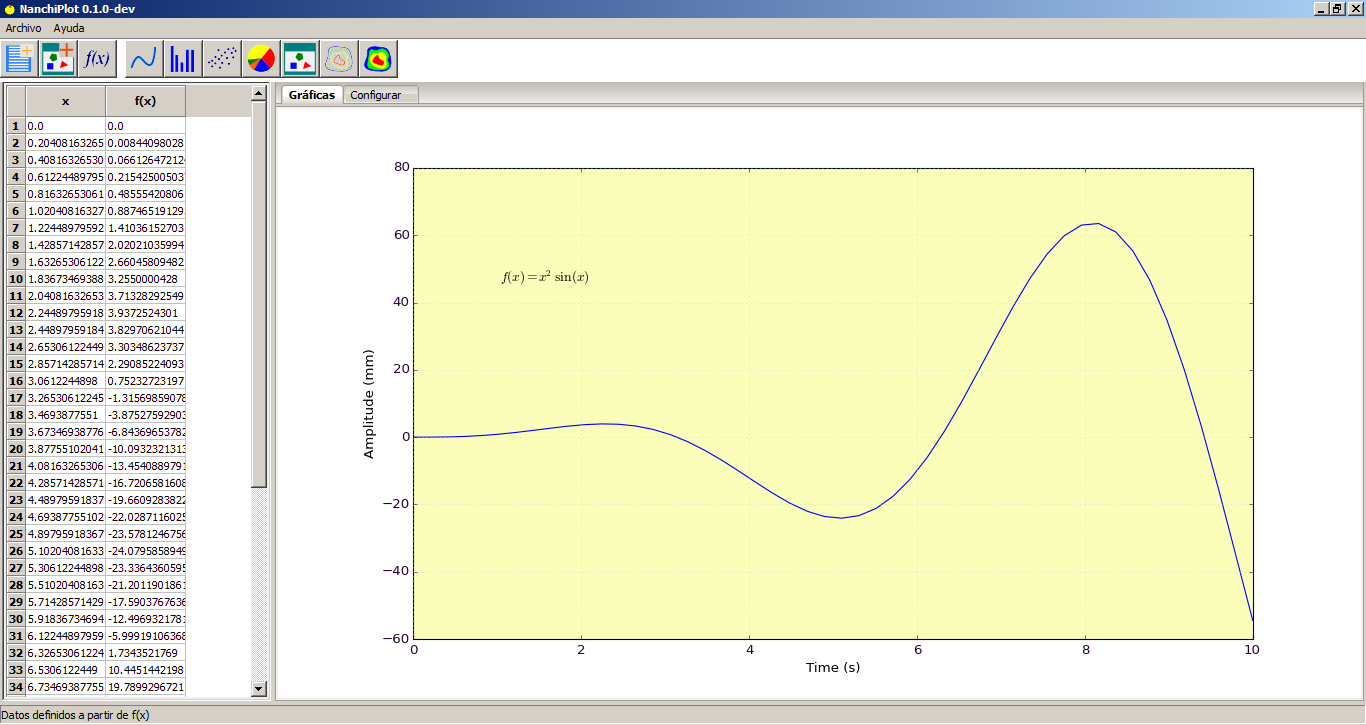 NanchiPlot 0.1.0-dev
Archivo Ayuda
f(x)
x f(x)
1 0.0 0.0
2 0.20408163265 0.00844098028
3 0.40816326530 0.066126472124
4 0.61224489795 0.21542500503
5 0.81632653061 0.48555420806
6 1.02040816327 0.88746519129
7 1.22448979592 1.41036152703
8 1.42857142857 2.02021035994
9 1.63265306122 2.66045809482
10 1.83673469388 3.2550000428
11 2.04081632653 3.71328292549
12 2.24489795918 3.9372524301
13 2.44897959184 3.82970621044
14 2.65306122449 3.30348623737
15 2.85714285714 2.29085224093
16 3.0612244898 0.75232723197
17 3.26530612245 -1.31569859078
18 3.4693877551 -3.87527592903
19 3.67346938776 -6.84369653782
20 3.87755102041 -10.0932321313
21 4.08163265306 -13.4540889791
22 4.28571428571 -16.7206581608
23 4.48979591837 -19.6609283822
24 4.69387755102 -22.0287116025
25 4.89795918367 -23.5781246756
26 5.10204081633 -24.0795858949
27 5.30612244898 -23.3364360595
28 5.51020408163 -21.2011901861
29 5.71428571429 -17.5903767636
30 5.91836734694 -12.4969321781
31 6.12244897959 -5.99919106368
32 6.32653061224 1.7343521769
33 6.5306122449 10.4451442198
34 6.73469387755 19.7899296721
Gráficas Configurar
80
60
40
20
0
−20
−40
−60
Amplitude (mm)
f(x)=x² sin(x)
0 2 4 6 8 10
Time (s)
Datos definidos a partir de f(x)